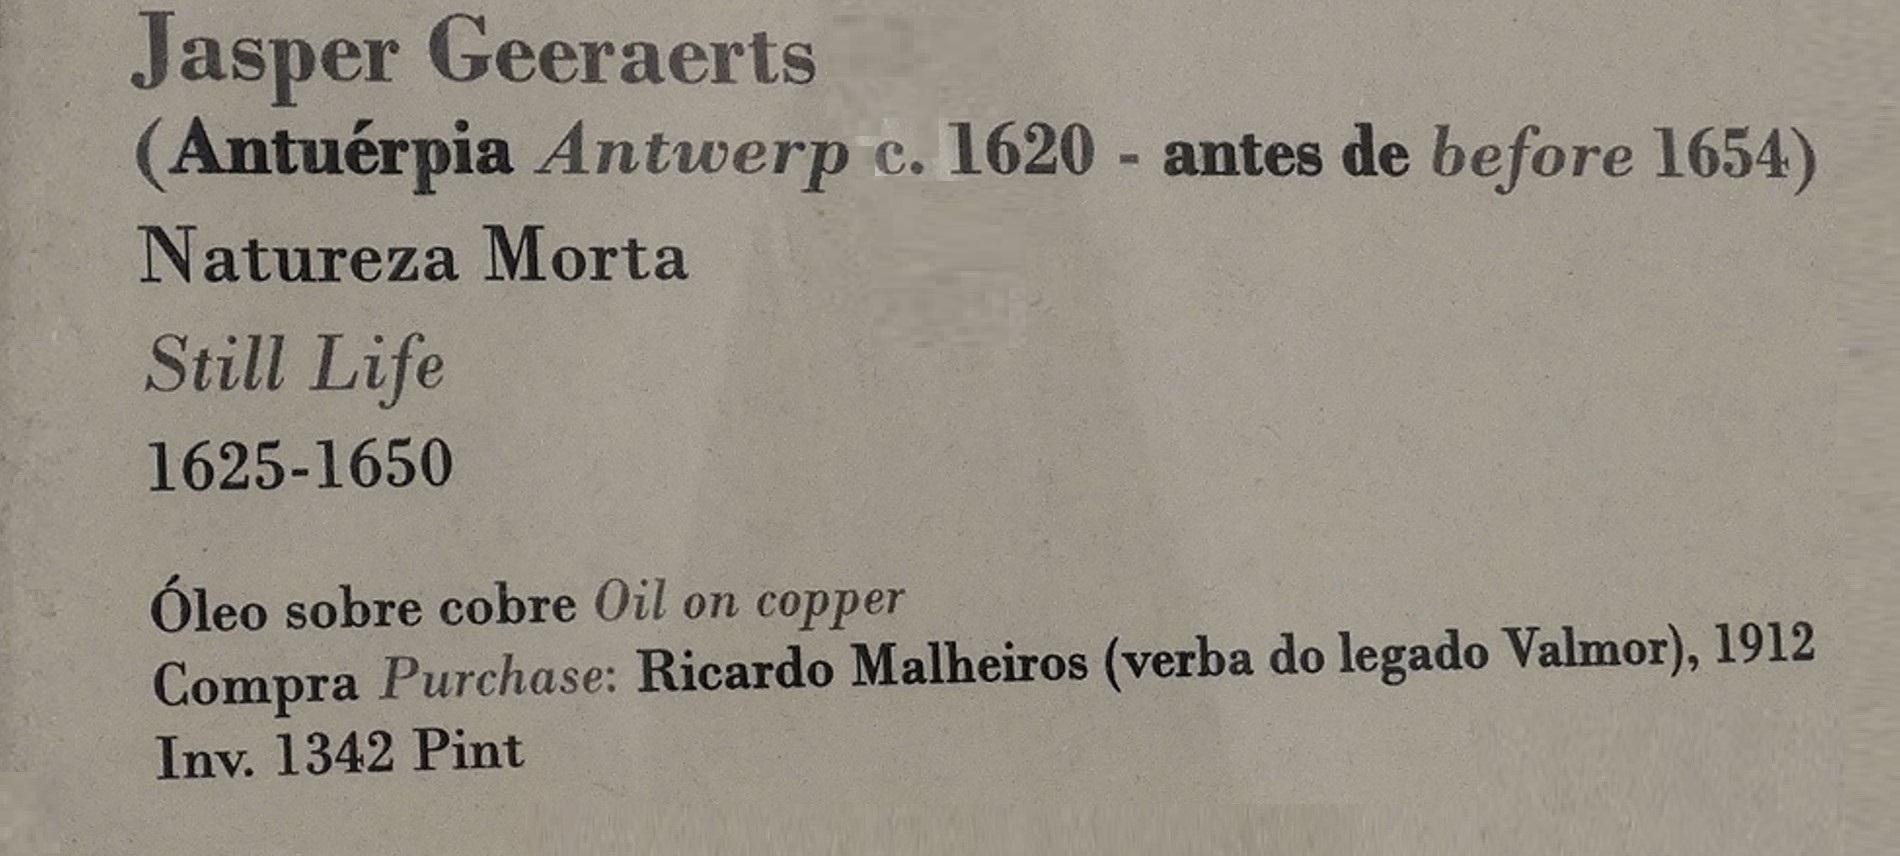 Jasper Geeraerts
(Antuérpia Antwerp c. 1620 - antes de before 1654)
Natureza Morta
Still Life
1625-1650
Óleo sobre cobre Oil on copper
Compra Purchase: Ricardo Malheiros (verba do legado Valmor), 1912
Inv. 1342 Pint